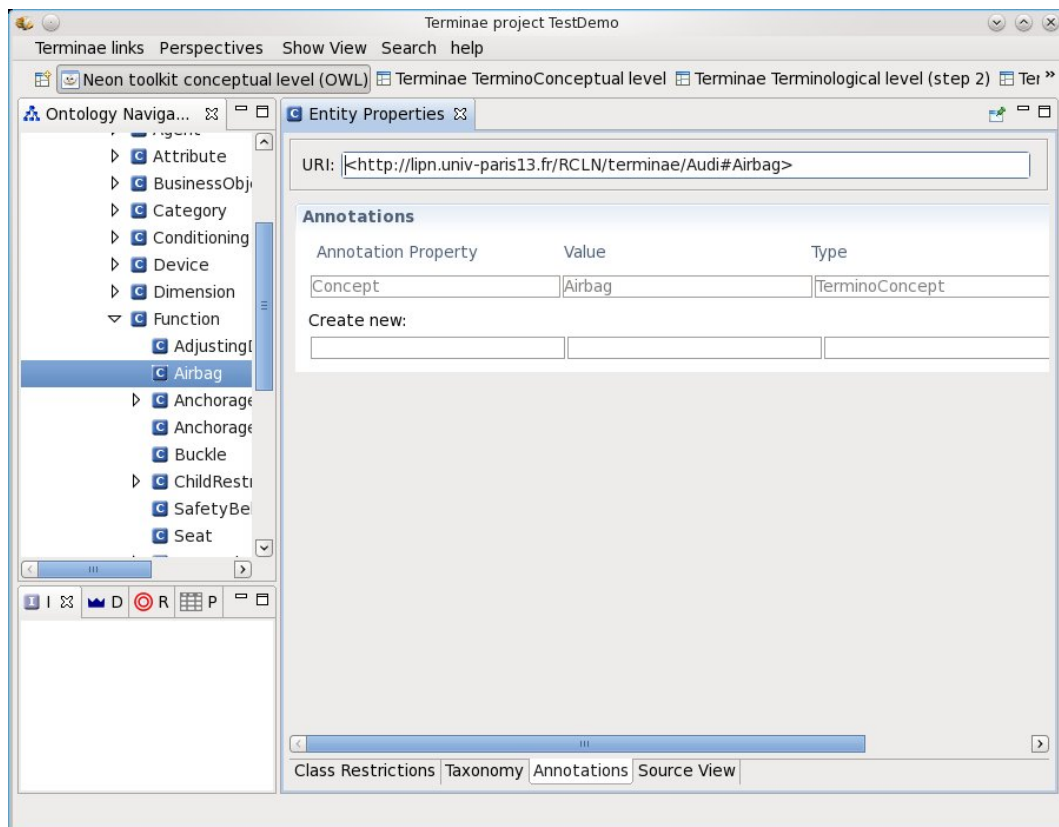 Terminae project TestDemo
Terminae links Perspectives Show View Search help
Neon toolkit conceptual level (OWL) Terminae TerminoConceptual level Terminae Terminological level (step 2) Ter »
Ontology Naviga...
Agent
Attribute
BusinessObj
Category
Conditioning
Device
Dimension
Function
AdjustingD
Airbag
Anchorage
Anchorage
Buckle
ChildRestr
SafetyBe
Seat
I D R P
Entity Properties
URI: <http://lipn.univ-paris13.fr/RCLN/terminae/Audi#Airbag>
Annotations
Annotation Property Value Type
Concept Airbag TerminoConcept
Create new:
Class Restrictions Taxonomy Annotations Source View